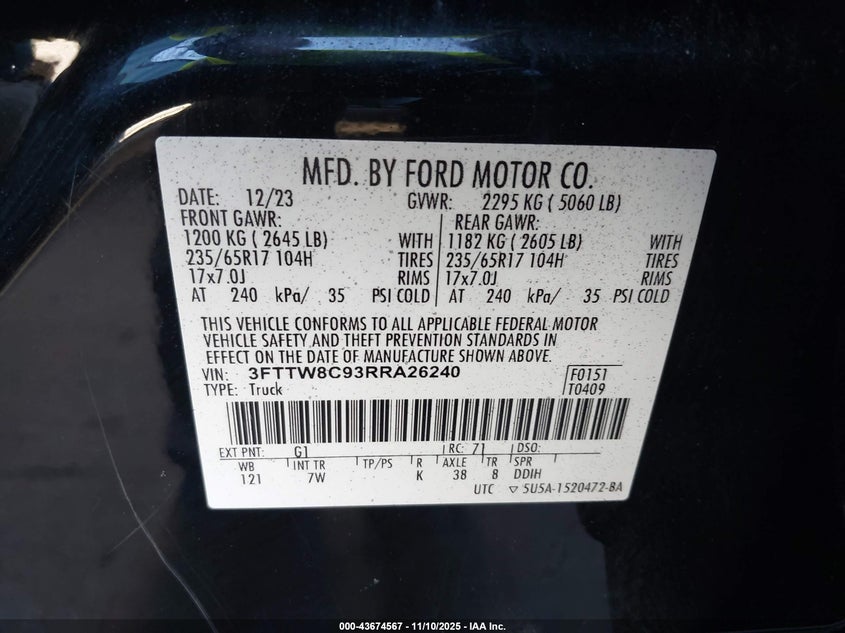 MFD. BY FORD MOTOR CO.
DATE: 12/23 GVWR: 2295 KG ( 5060 LB)
FRONT GAWR: REAR GAWR:
1200 KG ( 2645 LB) WITH 1182 KG ( 2605 LB) WITH
235/65R17 104H TIRES 235/65R17 104H TIRES
17x7.0J RIMS 17x7.0J RIMS
AT 240 kPa/ 35 PSI COLD AT 240 kPa/ 35 PSI COLD
THIS VEHICLE CONFORMS TO ALL APPLICABLE FEDERAL MOTOR
VEHICLE SAFETY AND THEFT PREVENTION STANDARDS IN
EFFECT ON THE DATE OF MANUFACTURE SHOWN ABOVE.
VIN: 3FTTW8C93RRA26240 F0151
TYPE: Truck T0409
EXT PNT: G1 RC: 71 DSO:
WB INT TR TP/PS R AXLE TR SPR
121 7W K 38 8 DDIH
UTC ▽ 5U5A-1520472-BA
000-43674567 — 11/10/2025 — IAA Inc.